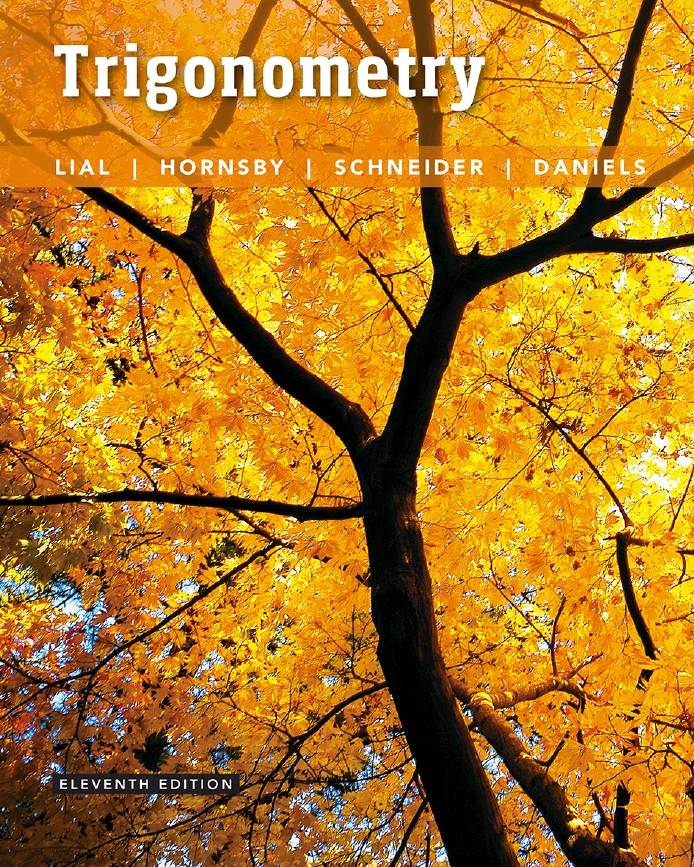 Trigonometry
LIAL | HORNSBY | SCHNEIDER | DANIELS
ELEVENTH EDITION